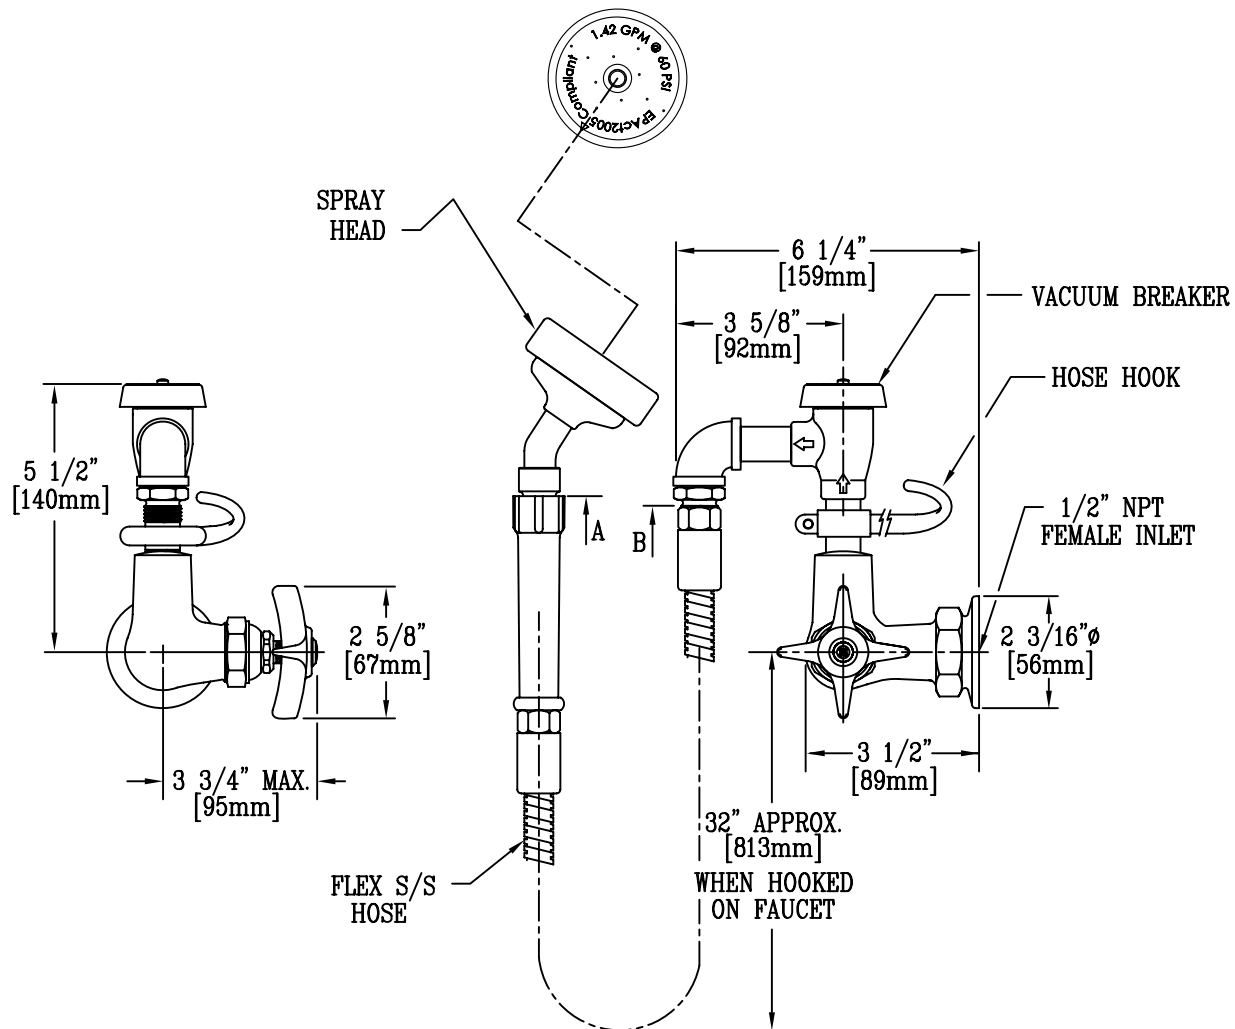 1.42 GPM @ 60 PSI
EPAct2005 Compliant
SPRAY
HEAD
6 1/4"
[159mm]
VACUUM BREAKER
3 5/8"
[92mm]
HOSE HOOK
5 1/2"
[140mm]
A
B
1/2" NPT
FEMALE INLET
2 5/8"
[67mm]
2 3/16"ø
[56mm]
3 3/4" MAX.
[95mm]
3 1/2"
[89mm]
32" APPROX.
[813mm]
WHEN HOOKED
ON FAUCET
FLEX S/S
HOSE